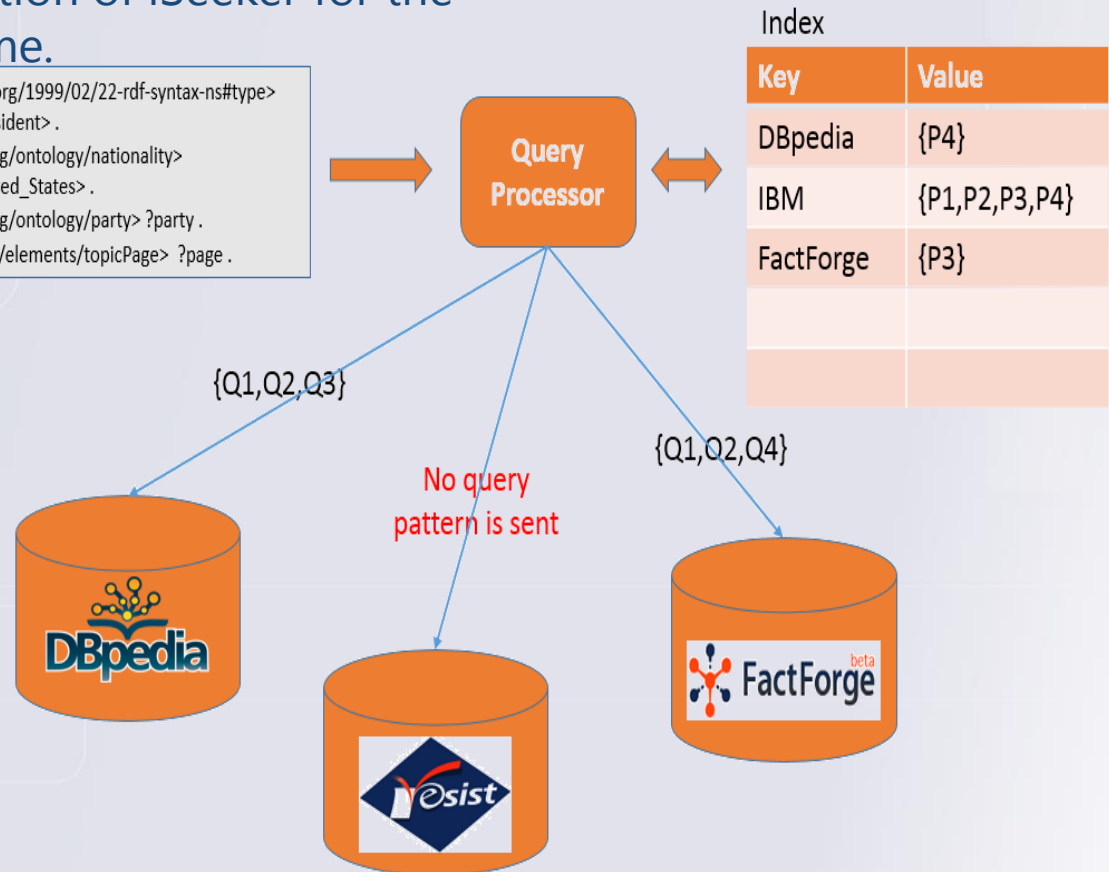 tion of iSeeker for the
ne.
org/1999/02/22-rdf-syntax-ns#type>
sident> .
g/ontology/nationality>
ed_States> .
g/ontology/party> ?party .
/elements/topicPage> ?page .
Query
Processor
Index
Key Value
DBpedia {P4}
IBM {P1,P2,P3,P4}
FactForge {P3}
{Q1,Q2,Q3}
{Q1,Q2,Q4}
No query
pattern is sent
DBpedia
FactForge beta
resist